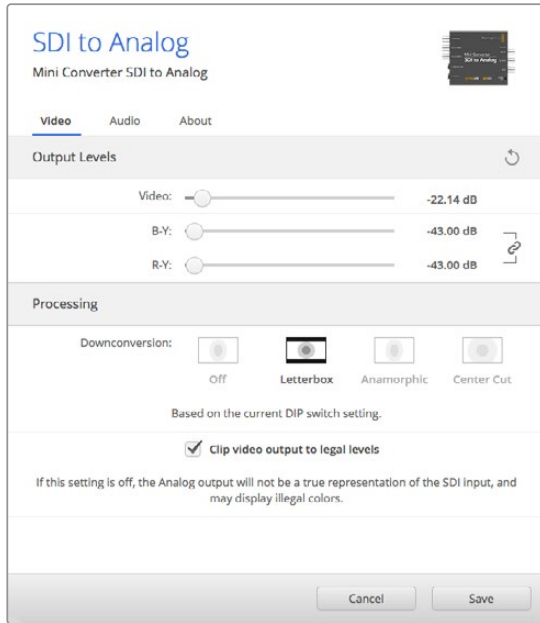 SDI to Analog
Mini Converter SDI to Analog
Video Audio About
Output Levels
Video: -22.14 dB
B-Y: -43.00 dB
R-Y: -43.00 dB
Processing
Downconversion:
Off Letterbox Anamorphic Center Cut
Based on the current DIP switch setting.
Clip video output to legal levels
If this setting is off, the Analog output will not be a true representation of the SDI input, and
may display illegal colors.
Cancel Save